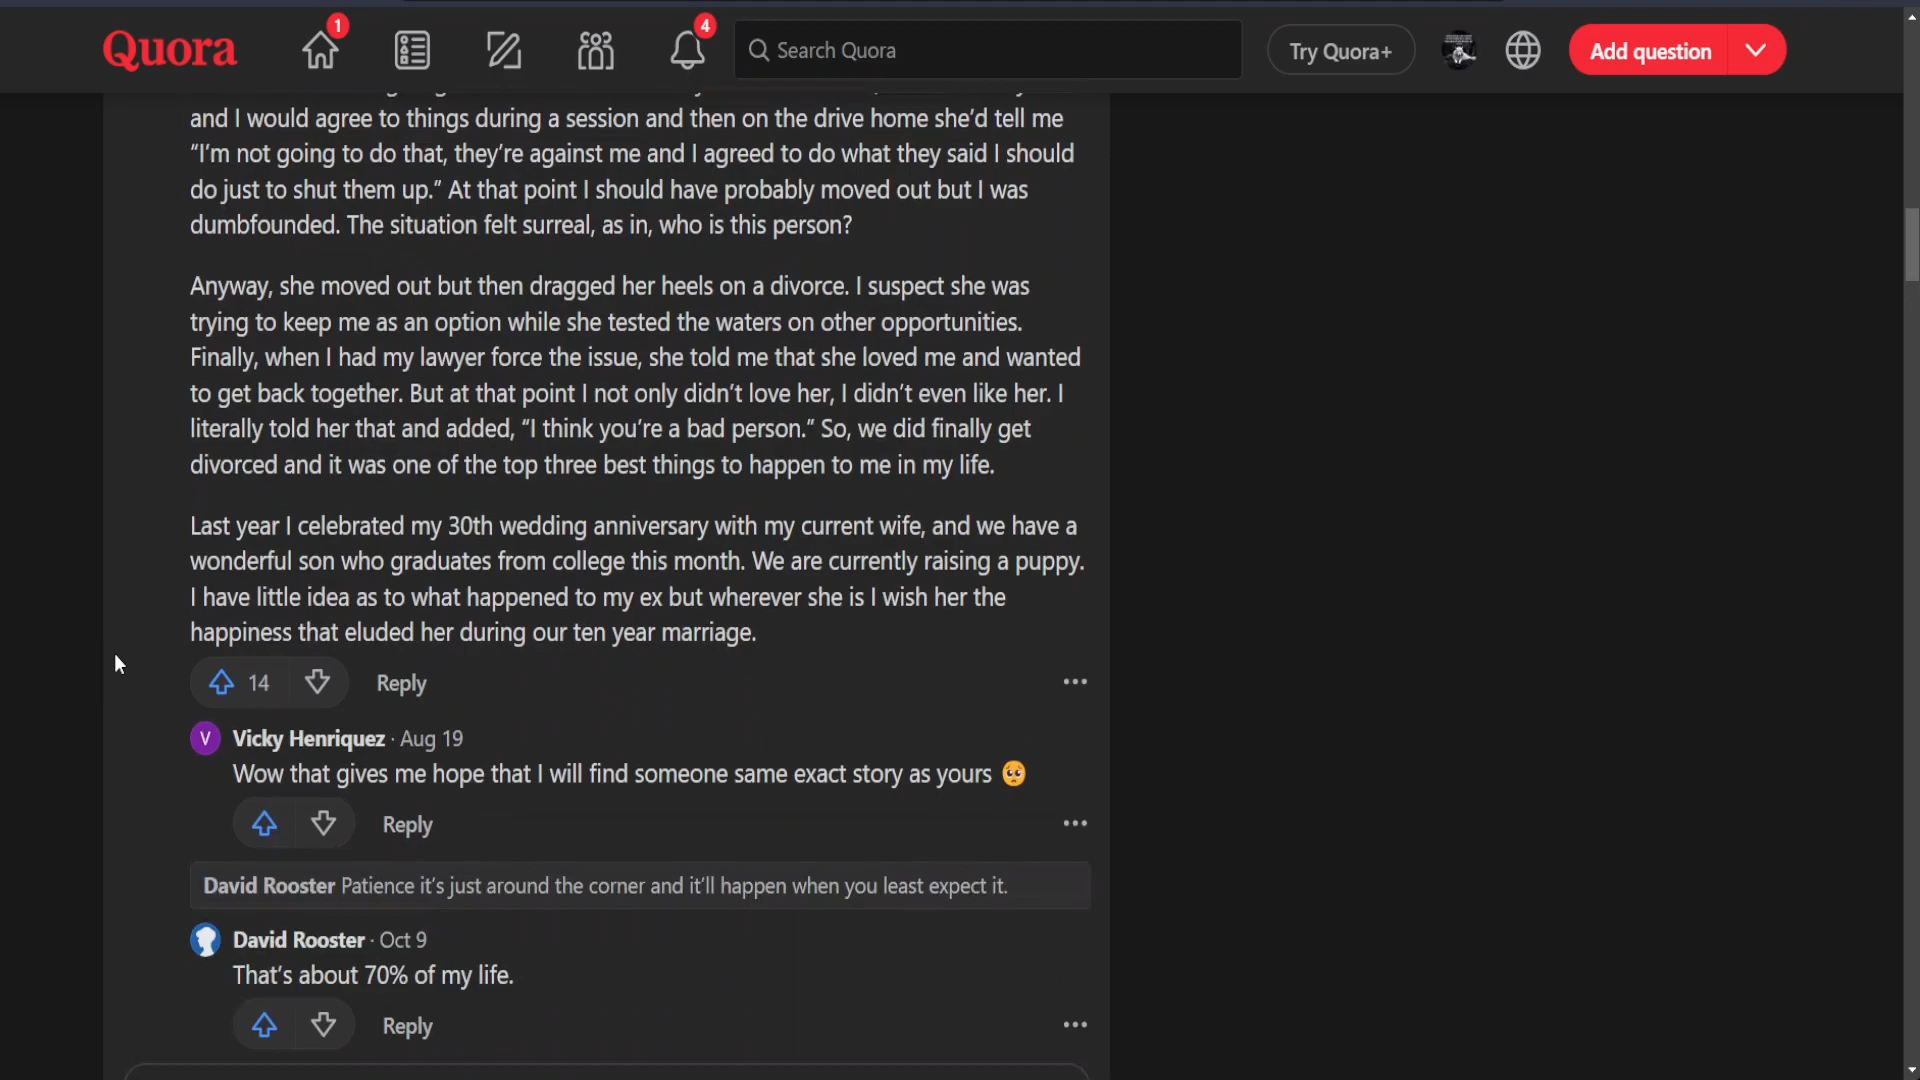 Quora
1
4
Search Quora
Try Quora+
Add question
and I would agree to things during a session and then on the drive home she’d tell me
“I’m not going to do that, they’re against me and I agreed to do what they said I should
do just to shut them up.” At that point I should have probably moved out but I was
dumbfounded. The situation felt surreal, as in, who is this person?
Anyway, she moved out but then dragged her heels on a divorce. I suspect she was
trying to keep me as an option while she tested the waters on other opportunities.
Finally, when I had my lawyer force the issue, she told me that she loved me and wanted
to get back together. But at that point I not only didn’t love her, I didn’t even like her. I
literally told her that and added, “I think you’re a bad person.” So, we did finally get
divorced and it was one of the top three best things to happen to me in my life.
Last year I celebrated my 30th wedding anniversary with my current wife, and we have a
wonderful son who graduates from college this month. We are currently raising a puppy.
I have little idea as to what happened to my ex but wherever she is I wish her the
happiness that eluded her during our ten year marriage.
14 Reply
V Vicky Henriquez · Aug 19
Wow that gives me hope that I will find someone same exact story as yours 🥺
Reply
David Rooster Patience it’s just around the corner and it’ll happen when you least expect it.
David Rooster · Oct 9
That’s about 70% of my life.
Reply